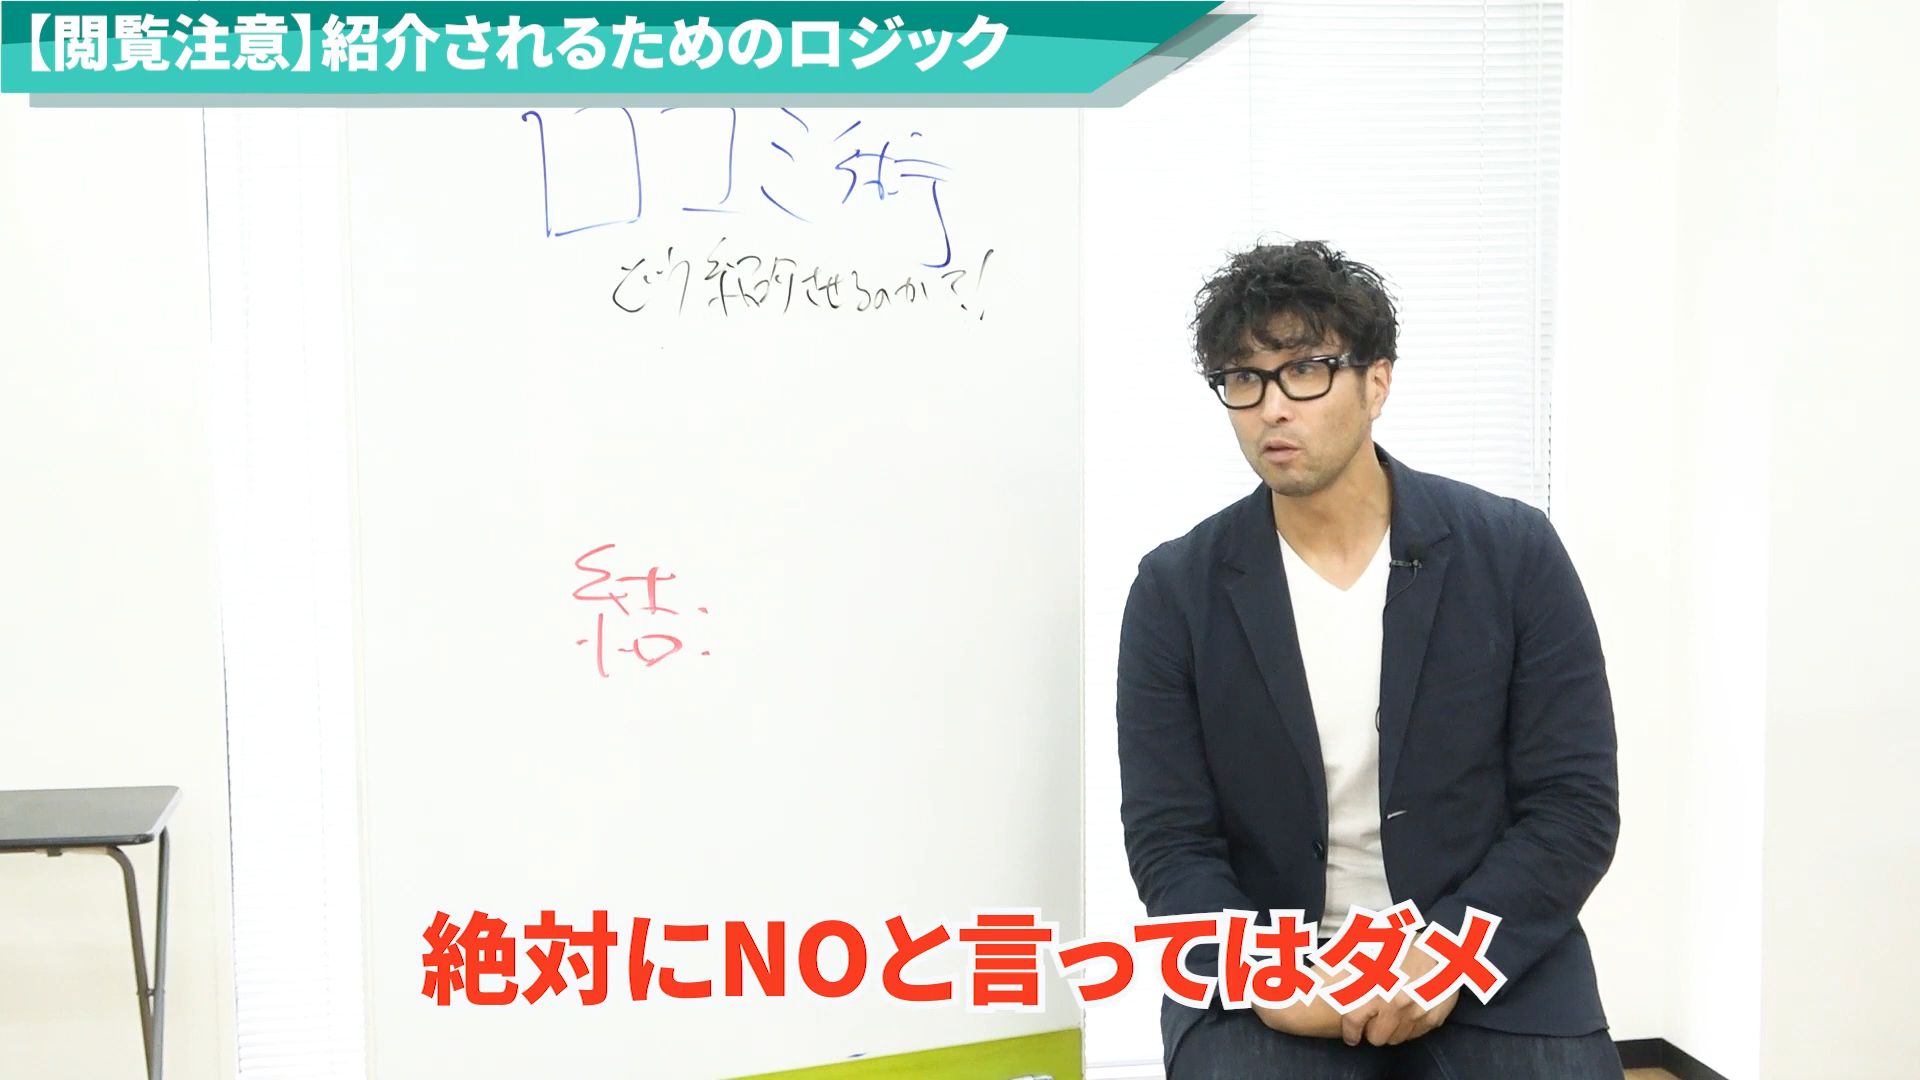 【閲覧注意】紹介されるためのロジック
口コミ術
どう紹介させるのか？！
絶対にNOと言ってはダメ